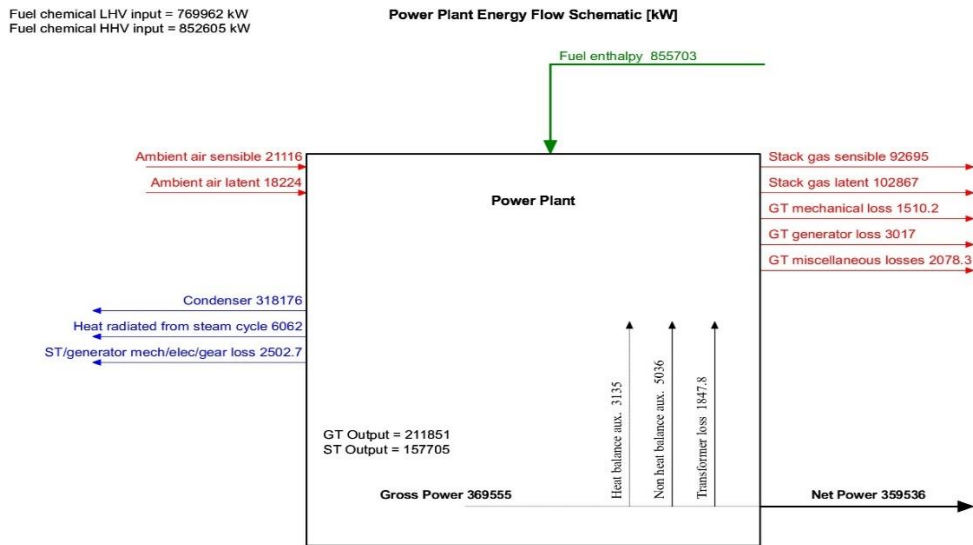 Fuel chemical LHV input = 769962 kW
Fuel chemical HHV input = 852605 kW
Power Plant Energy Flow Schematic [kW]
Fuel enthalpy 855703
Ambient air sensible 21116
Ambient air latent 18224
Stack gas sensible 92695
Stack gas latent 102867
GT mechanical loss 1510.2
GT generator loss 3017
GT miscellaneous losses 2078.3
Power Plant
Condenser 318176
Heat radiated from steam cycle 6062
ST/generator mech/elec/gear loss 2502.7
Heat balance aux. 3135
Non heat balance aux. 5036
Transformer loss 1847.8
GT Output = 211851
ST Output = 157705
Gross Power 369555
Net Power 359536